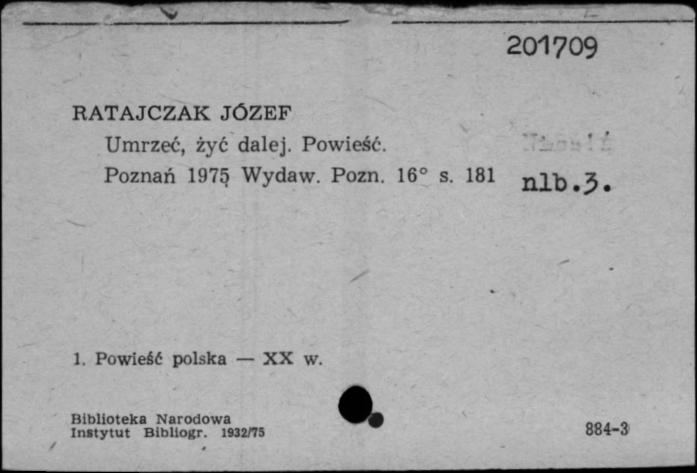 201709
RATAJCZAK JÓZEF
Umrzeć, żyć dalej. Powieść.
Poznań 1975 Wydaw. Pozn. 16° s. 181 nlb.3.
1. Powieść polska — XX w.
Biblioteka Narodowa
Instytut Bibliogr. 1932/75
884-3